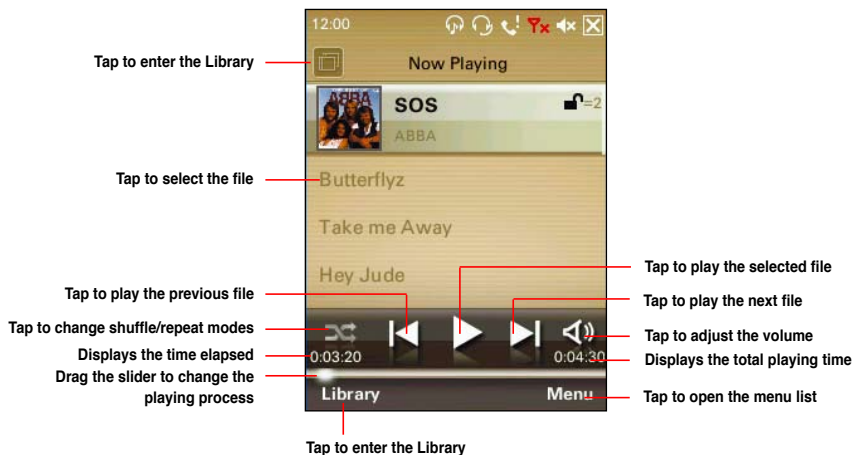 12:00
Tap to enter the Library
Now Playing
ABBA
SOS
=2
ABBA
Tap to select the file
Butterflyz
Take me Away
Hey Jude
Tap to play the selected file
Tap to play the previous file
Tap to play the next file
Tap to change shuffle/repeat modes
Tap to adjust the volume
Displays the time elapsed
0:03:20
0:04:30
Displays the total playing time
Drag the slider to change the
playing process
Library
Menu
Tap to open the menu list
Tap to enter the Library